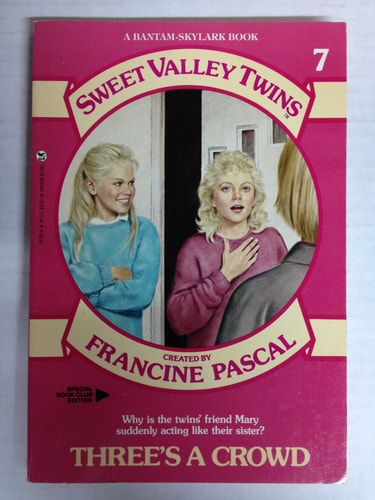 A BANTAM-SKYLARK BOOK
7
SWEET VALLEY TWINS
TM
CREATED BY
FRANCINE PASCAL
SPECIAL
BOOK CLUB
EDITION
Why is the twins' friend Mary
suddenly acting like their sister?
THREE'S A CROWD